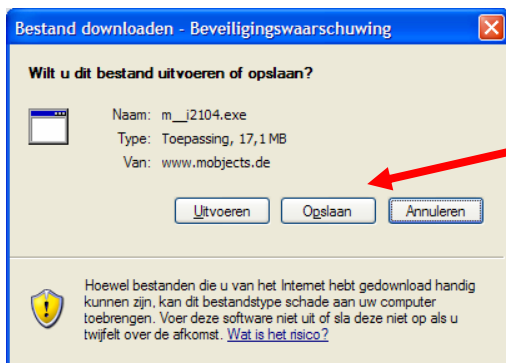 Bestand downloaden - Beveiligingswaarschuwing
Wilt u dit bestand uitvoeren of opslaan?
Naam: m__i2104.exe
Type: Toepassing, 17,1 MB
Van: www.mobjects.de
Uitvoeren Opslaan Annuleren
Hoewel bestanden die u van het Internet hebt gedownload handig
kunnen zijn, kan dit bestandstype schade aan uw computer
toebrengen. Voer deze software niet uit of sla deze niet op als u
twijfelt over de afkomst. Wat is het risico?